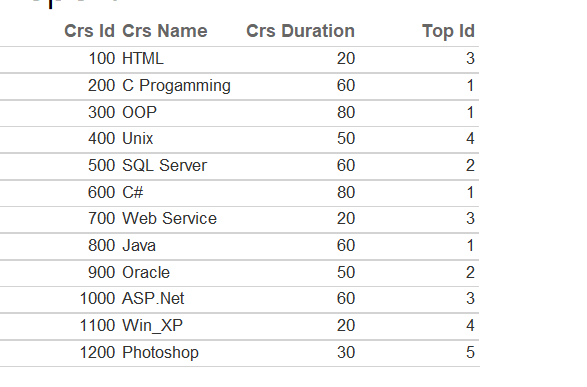 Crs Id Crs Name Crs Duration Top Id
100 HTML 20 3
200 C Progamming 60 1
300 OOP 80 1
400 Unix 50 4
500 SQL Server 60 2
600 C# 80 1
700 Web Service 20 3
800 Java 60 1
900 Oracle 50 2
1000 ASP.Net 60 3
1100 Win_XP 20 4
1200 Photoshop 30 5